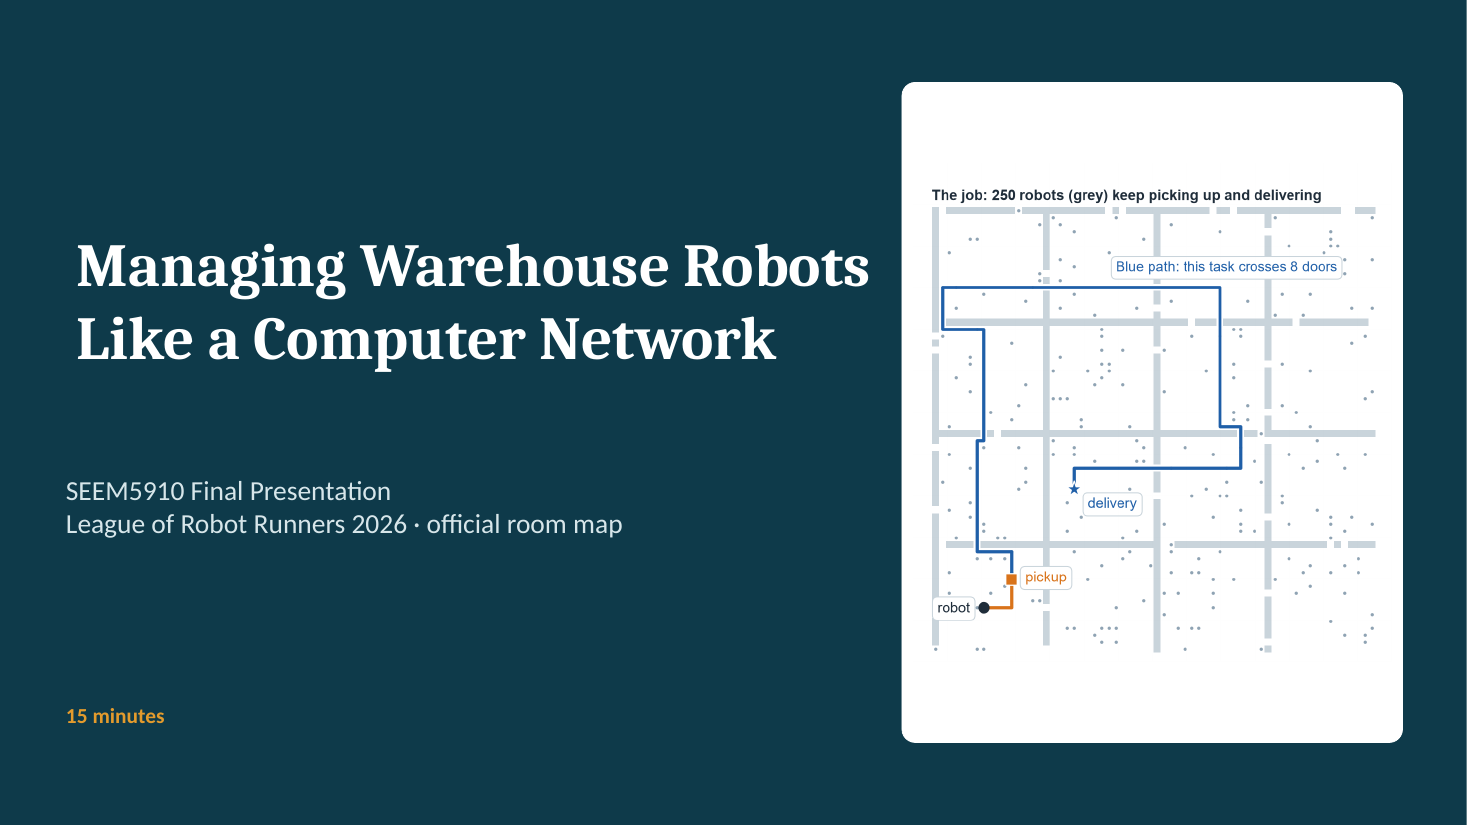 Managing Warehouse Robots
Like a Computer Network
SEEM5910 Final Presentation
League of Robot Runners 2026 · official room map
15 minutes
The job: 250 robots (grey) keep picking up and delivering
Blue path: this task crosses 8 doors
delivery
pickup
robot